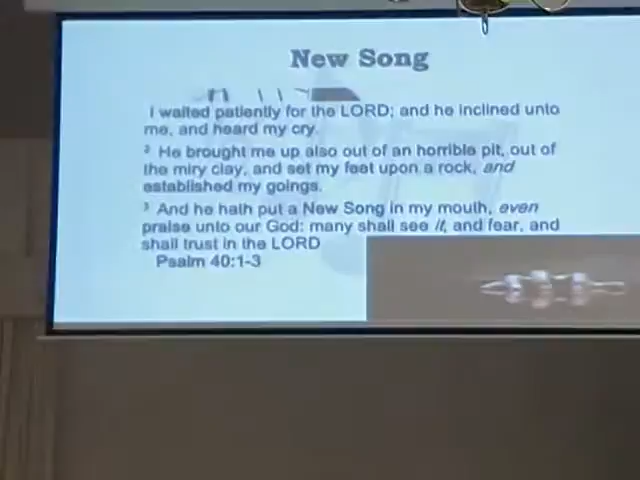 New Song
I waited patiently for the LORD; and he inclined unto
me, and heard my cry.
2 He brought me up also out of an horrible pit, out of
the miry clay, and set my feet upon a rock, and
established my goings.
3 And he hath put a New Song in my mouth, even
praise unto our God: many shall see it, and fear, and
shall trust in the LORD
Psalm 40:1-3